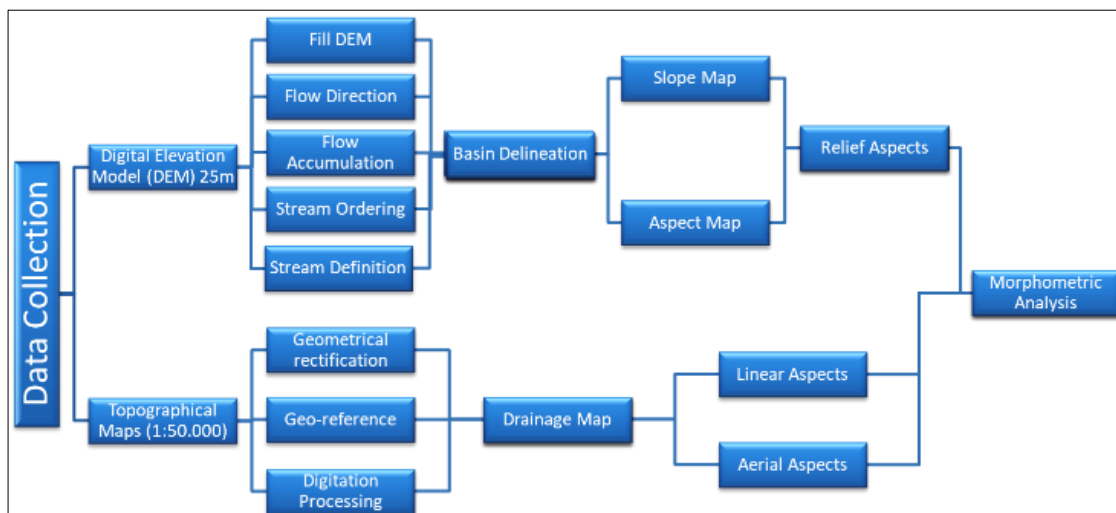 Data Collection
Digital Elevation
Model (DEM) 25m
Topographical
Maps (1:50.000)
Fill DEM
Flow Direction
Flow
Accumulation
Stream Ordering
Stream Definition
Geometrical
rectification
Geo-reference
Digitation
Processing
Basin Delineation
Drainage Map
Slope Map
Aspect Map
Relief Aspects
Linear Aspects
Aerial Aspects
Morphometric
Analysis